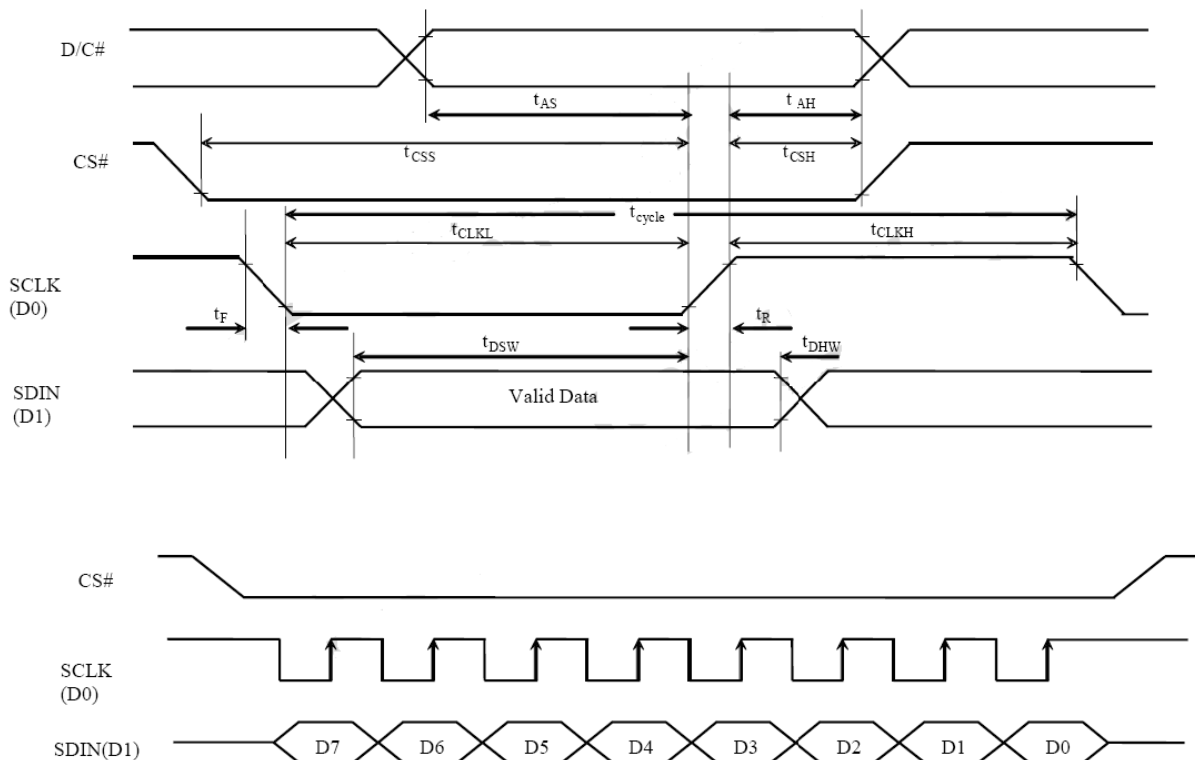 D/C#
tAS
t AH
CS#
tCSS
tCSH
tcycle
tCLKL
tCLKH
SCLK
(D0)
tF
tR
tDSW
tDHW
SDIN
(D1)
Valid Data
CS#
SCLK
(D0)
SDIN(D1)
D7
D6
D5
D4
D3
D2
D1
D0